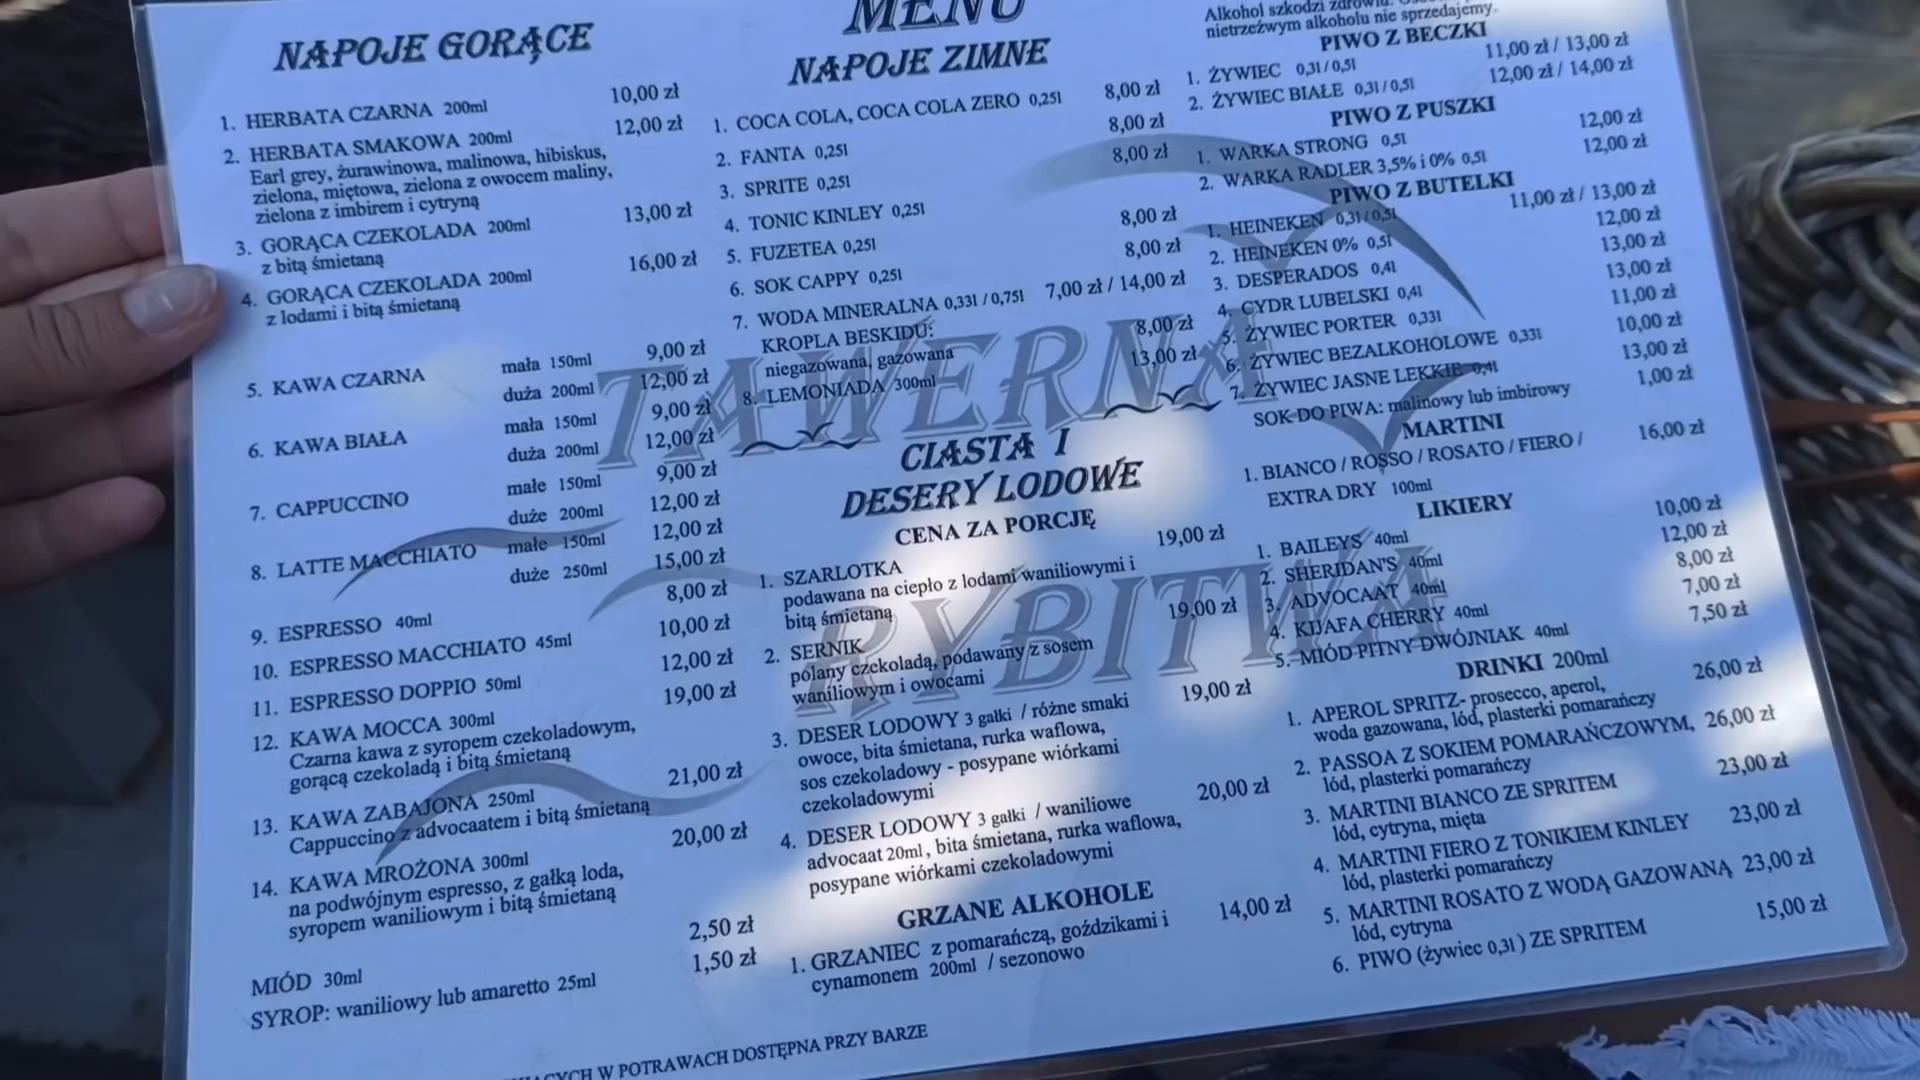 NAPOJE GORĄCE
1. HERBATA CZARNA 200ml 10,00 zł
2. HERBATA SMAKOWA 200ml 12,00 zł
Earl grey, żurawinowa, malinowa, hibiskus,
zielona, miętowa, zielona z owocem maliny,
zielona z imbirem i cytryną
3. GORĄCA CZEKOLADA 200ml 13,00 zł
z bitą śmietaną
4. GORĄCA CZEKOLADA 200ml 16,00 zł
z lodami i bitą śmietaną
5. KAWA CZARNA mała 150ml 9,00 zł
duża 200ml 12,00 zł
6. KAWA BIAŁA mała 150ml 9,00 zł
duża 200ml 12,00 zł
7. CAPPUCCINO małe 150ml 9,00 zł
duże 200ml 12,00 zł
8. LATTE MACCHIATO małe 150ml 12,00 zł
duże 250ml 15,00 zł
9. ESPRESSO 40ml 8,00 zł
10. ESPRESSO MACCHIATO 45ml 10,00 zł
11. ESPRESSO DOPPIO 50ml 12,00 zł
12. KAWA MOCCA 300ml 19,00 zł
Czarna kawa z syropem czekoladowym,
gorącą czekoladą i bitą śmietaną
13. KAWA ZABAJONA 250ml 21,00 zł
Cappuccino z advocaatem i bitą śmietaną
14. KAWA MROŻONA 300ml 20,00 zł
na podwójnym espresso, z gałką loda,
syropem waniliowym i bitą śmietaną
MIÓD 30ml 2,50 zł
SYROP: waniliowy lub amaretto 25ml 1,50 zł
W POTRAWACH DOSTĘPNA PRZY BARZE
MENU
NAPOJE ZIMNE
1. COCA COLA, COCA COLA ZERO 0,25l 8,00 zł
2. FANTA 0,25l 8,00 zł
3. SPRITE 0,25l 8,00 zł
4. TONIC KINLEY 0,25l
5. FUZETEA 0,25l 8,00 zł
6. SOK CAPPY 0,25l 8,00 zł
7. WODA MINERALNA 0,33l / 0,75l 7,00 zł / 14,00 zł
KROPLA BESKIDU:
niegazowana, gazowana 8,00 zł
8. LEMONIADA 300ml 13,00 zł
TAWERNA
RYBITWA
CIASTA I
DESERY LODOWE
CENA ZA PORCJĘ
1. SZARLOTKA 19,00 zł
podawana na ciepło z lodami waniliowymi i
bitą śmietaną
2. SERNIK 19,00 zł
polany czekoladą, podawany z sosem
waniliowym i owocami
3. DESER LODOWY 3 gałki / różne smaki 19,00 zł
owoce, bita śmietana, rurka waflowa,
sos czekoladowy - posypane wiórkami
czekoladowymi
4. DESER LODOWY 3 gałki / waniliowe 20,00 zł
advocaat 20ml, bita śmietana, rurka waflowa,
posypane wiórkami czekoladowymi
GRZANE ALKOHOLE
1. GRZANIEC z pomarańczą, goździkami i 14,00 zł
cynamonem 200ml / sezonowo
Alkohol szkodzi zdrowiu.
nietrzeźwym alkoholu nie sprzedajemy.
PIWO Z BECZKI
1. ŻYWIEC 0,3l / 0,5l 11,00 zł / 13,00 zł
2. ŻYWIEC BIAŁE 0,3l / 0,5l 12,00 zł / 14,00 zł
PIWO Z PUSZKI
1. WARKA STRONG 0,5l 12,00 zł
2. WARKA RADLER 3,5% i 0% 0,5l 12,00 zł
PIWO Z BUTELKI
1. HEINEKEN 0,3l / 0,5l 11,00 zł / 13,00 zł
2. HEINEKEN 0% 0,5l 12,00 zł
3. DESPERADOS 0,4l 13,00 zł
4. CYDR LUBELSKI 0,4l 13,00 zł
5. ŻYWIEC PORTER 0,33l 11,00 zł
6. ŻYWIEC BEZALKOHOLOWE 0,33l 10,00 zł
7. ŻYWIEC JASNE LEKKIE 0,4l 13,00 zł
SOK DO PIWA: malinowy lub imbirowy 1,00 zł
MARTINI
1. BIANCO / ROSSO / ROSATO / FIERO / 16,00 zł
EXTRA DRY 100ml
LIKIERY
1. BAILEYS 40ml 10,00 zł
2. SHERIDAN'S 40ml 12,00 zł
3. ADVOCAAT 40ml 8,00 zł
4. KIJAFA CHERRY 40ml 7,00 zł
5. MIÓD PITNY DWÓJNIAK 40ml 7,50 zł
DRINKI 200ml
1. APEROL SPRITZ- prosecco, aperol, 26,00 zł
woda gazowana, lód, plasterki pomarańczy
2. PASSOA Z SOKIEM POMARAŃCZOWYM, 26,00 zł
lód, plasterki pomarańczy
3. MARTINI BIANCO ZE SPRITEM 23,00 zł
lód, cytryna, mięta
4. MARTINI FIERO Z TONIKIEM KINLEY 23,00 zł
lód, plasterki pomarańczy
5. MARTINI ROSATO Z WODĄ GAZOWANĄ 23,00 zł
lód, cytryna
6. PIWO (żywiec 0,3l) ZE SPRITEM 15,00 zł